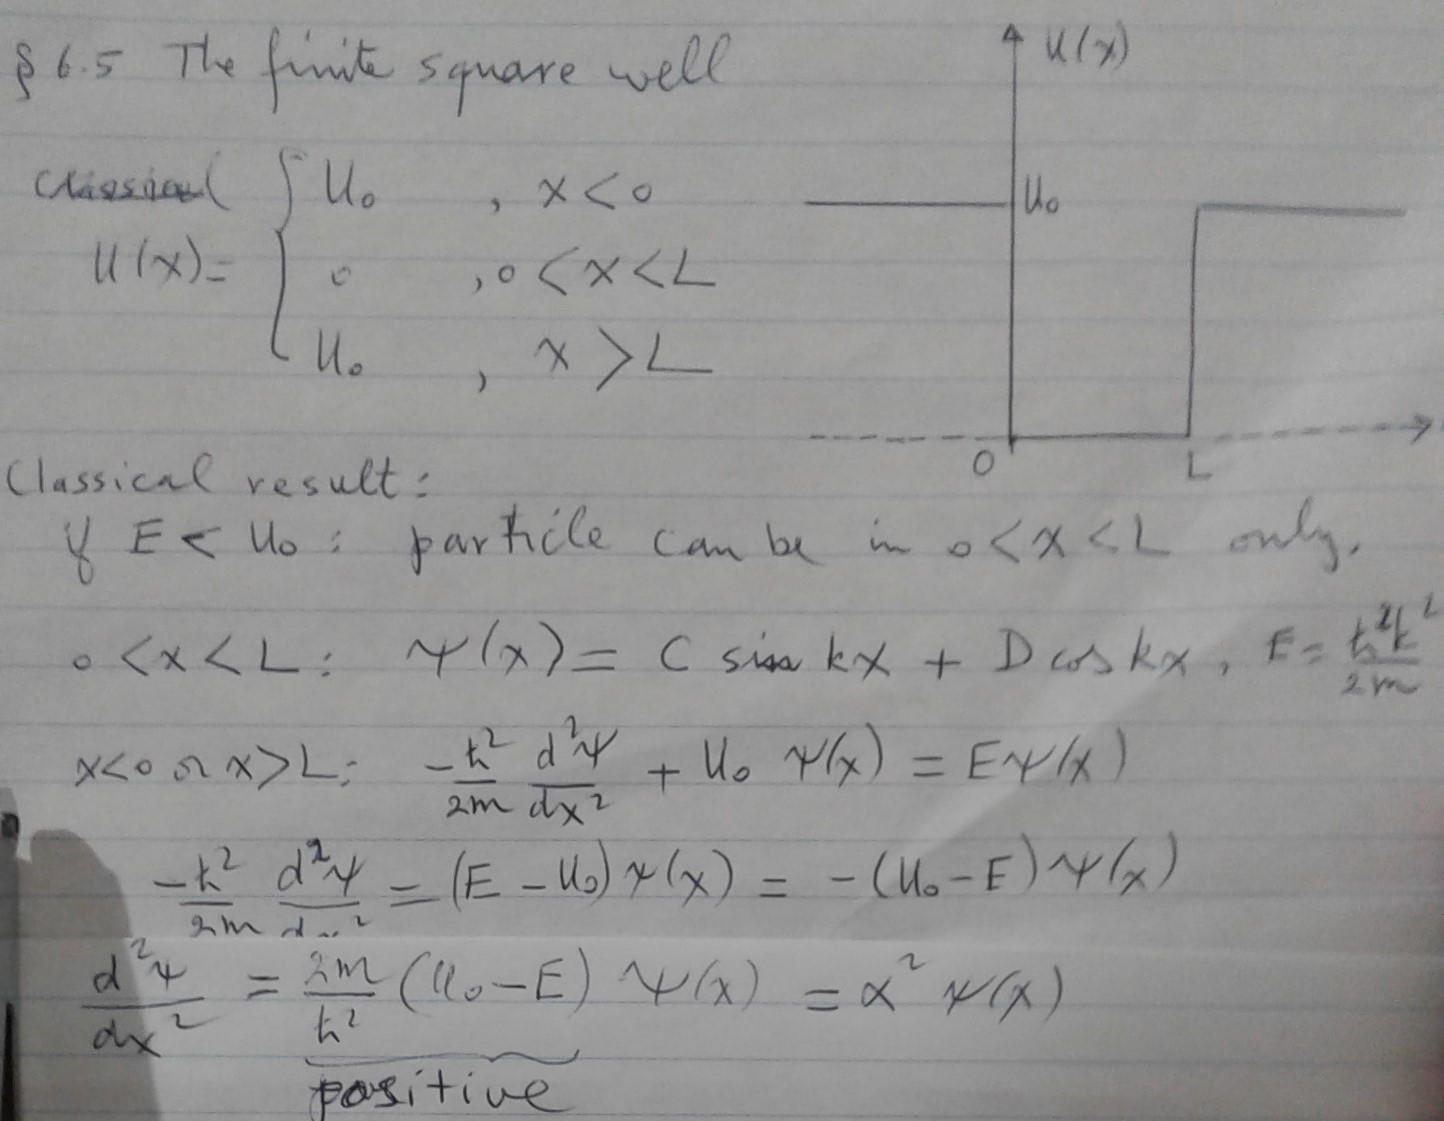 § 6.5 The finite square well
U(x)
U₀
O
L
Classical
U(x) = { U₀ , x < 0
0 , 0 < x < L
U₀ , x > L
Classical result:
if E < U₀ : particle can be in 0 < x < L only.
0 < x < L : ψ(x) = C sin kx + D cos kx , E = ħ²k²/2m
x < 0 or x > L : -ħ²/2m d²ψ/dx² + U₀ ψ(x) = E ψ(x)
-ħ²/2m d²ψ/dx² = (E - U₀) ψ(x) = - (U₀ - E) ψ(x)
d²ψ/dx² = 2m/ħ² (U₀ - E) ψ(x) = α² ψ(x)
positive